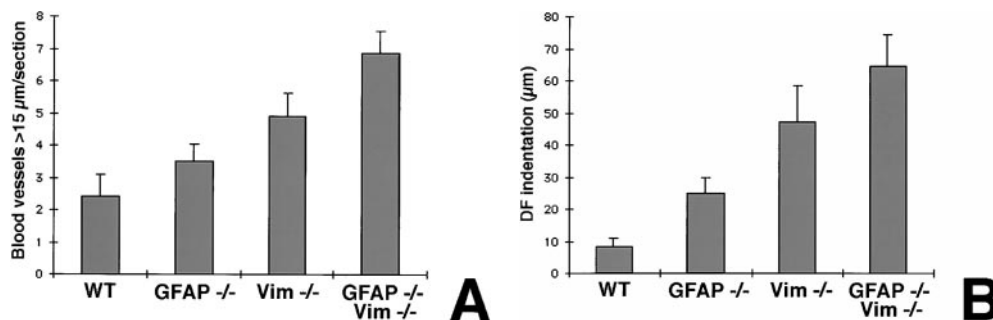 Blood vessels >15 µm/section
8
7
6
5
4
3
2
1
0
WT
GFAP -/-
Vim -/-
GFAP -/-
Vim -/-
A
DF indentation (µm)
80
70
60
50
40
30
20
10
0
WT
GFAP -/-
Vim -/-
GFAP -/-
Vim -/-
B